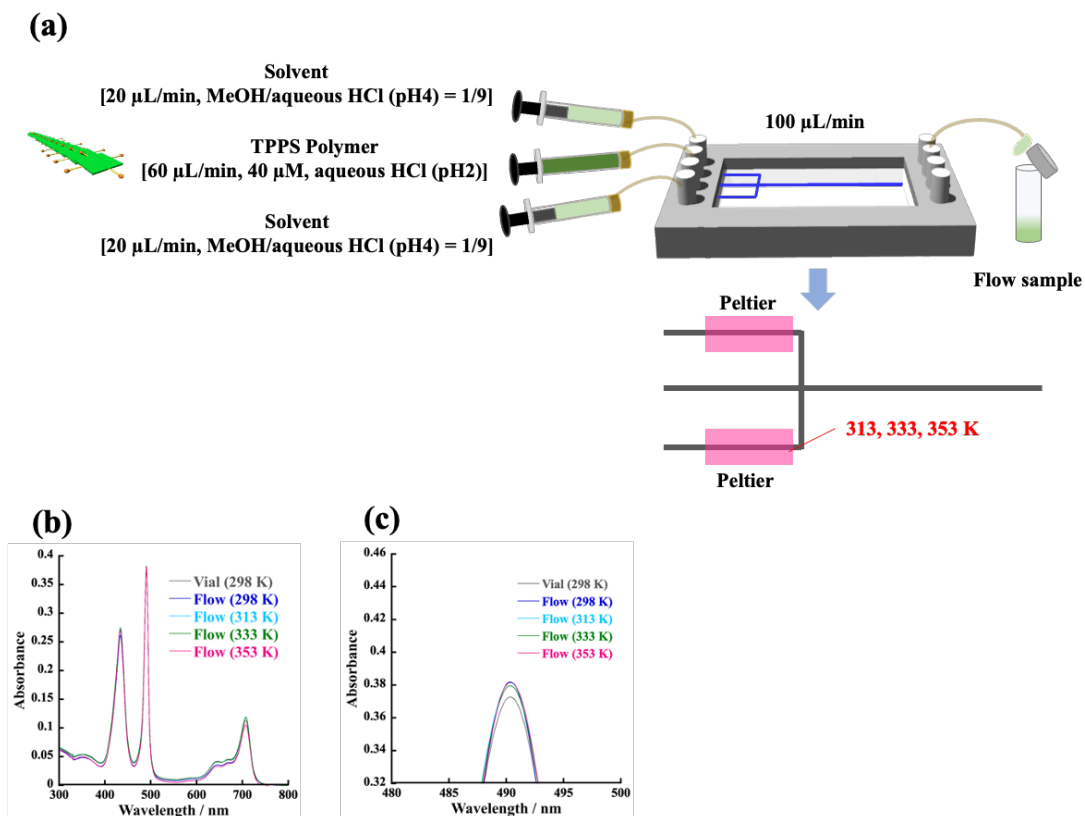 (a)
Solvent
[20 µL/min, MeOH/aqueous HCl (pH4) = 1/9]
TPPS Polymer
[60 µL/min, 40 µM, aqueous HCl (pH2)]
Solvent
[20 µL/min, MeOH/aqueous HCl (pH4) = 1/9]
100 µL/min
Flow sample
Peltier
313, 333, 353 K
Peltier
(b)
0.4
0.35
0.3
0.25
0.2
0.15
0.1
0.05
0
Absorbance
Vial (298 K)
Flow (298 K)
Flow (313 K)
Flow (333 K)
Flow (353 K)
300 400 500 600 700 800
Wavelength / nm
(c)
0.46
0.44
0.42
0.4
0.38
0.36
0.34
0.32
Absorbance
Vial (298 K)
Flow (298 K)
Flow (313 K)
Flow (333 K)
Flow (353 K)
480 485 490 495 500
Wavelength / nm